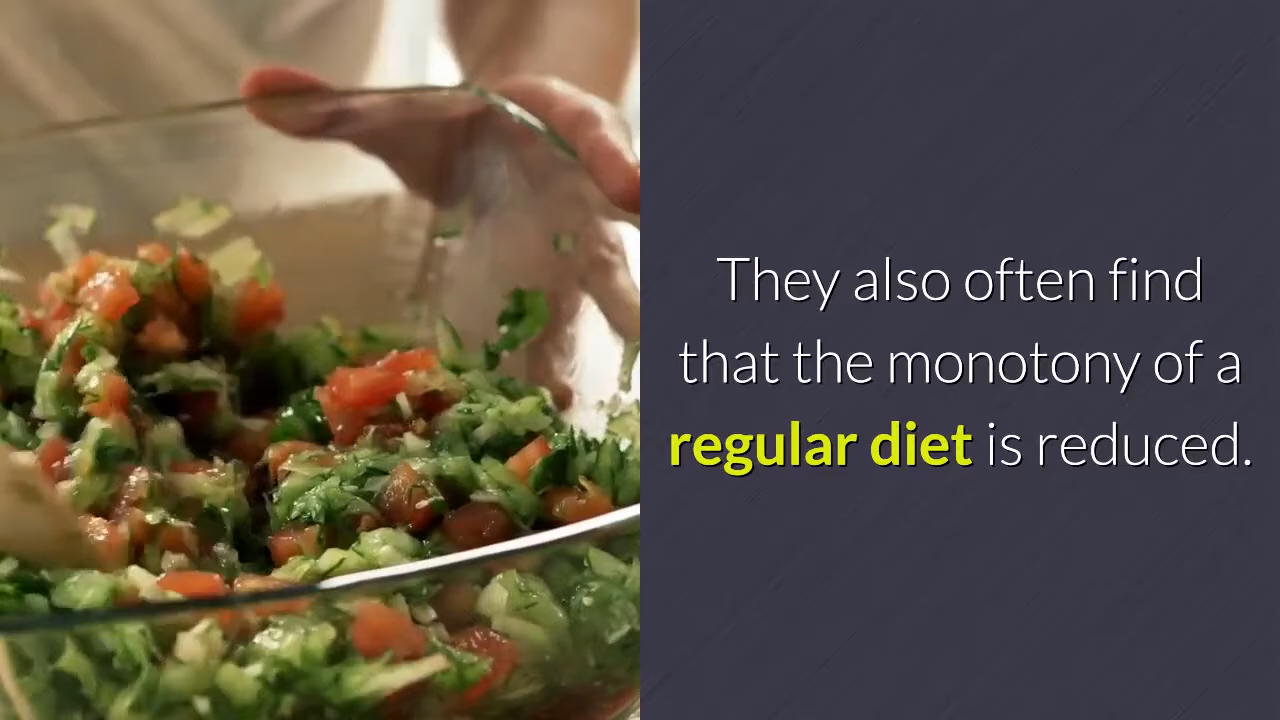 They also often find
that the monotony of a
regular diet is reduced.